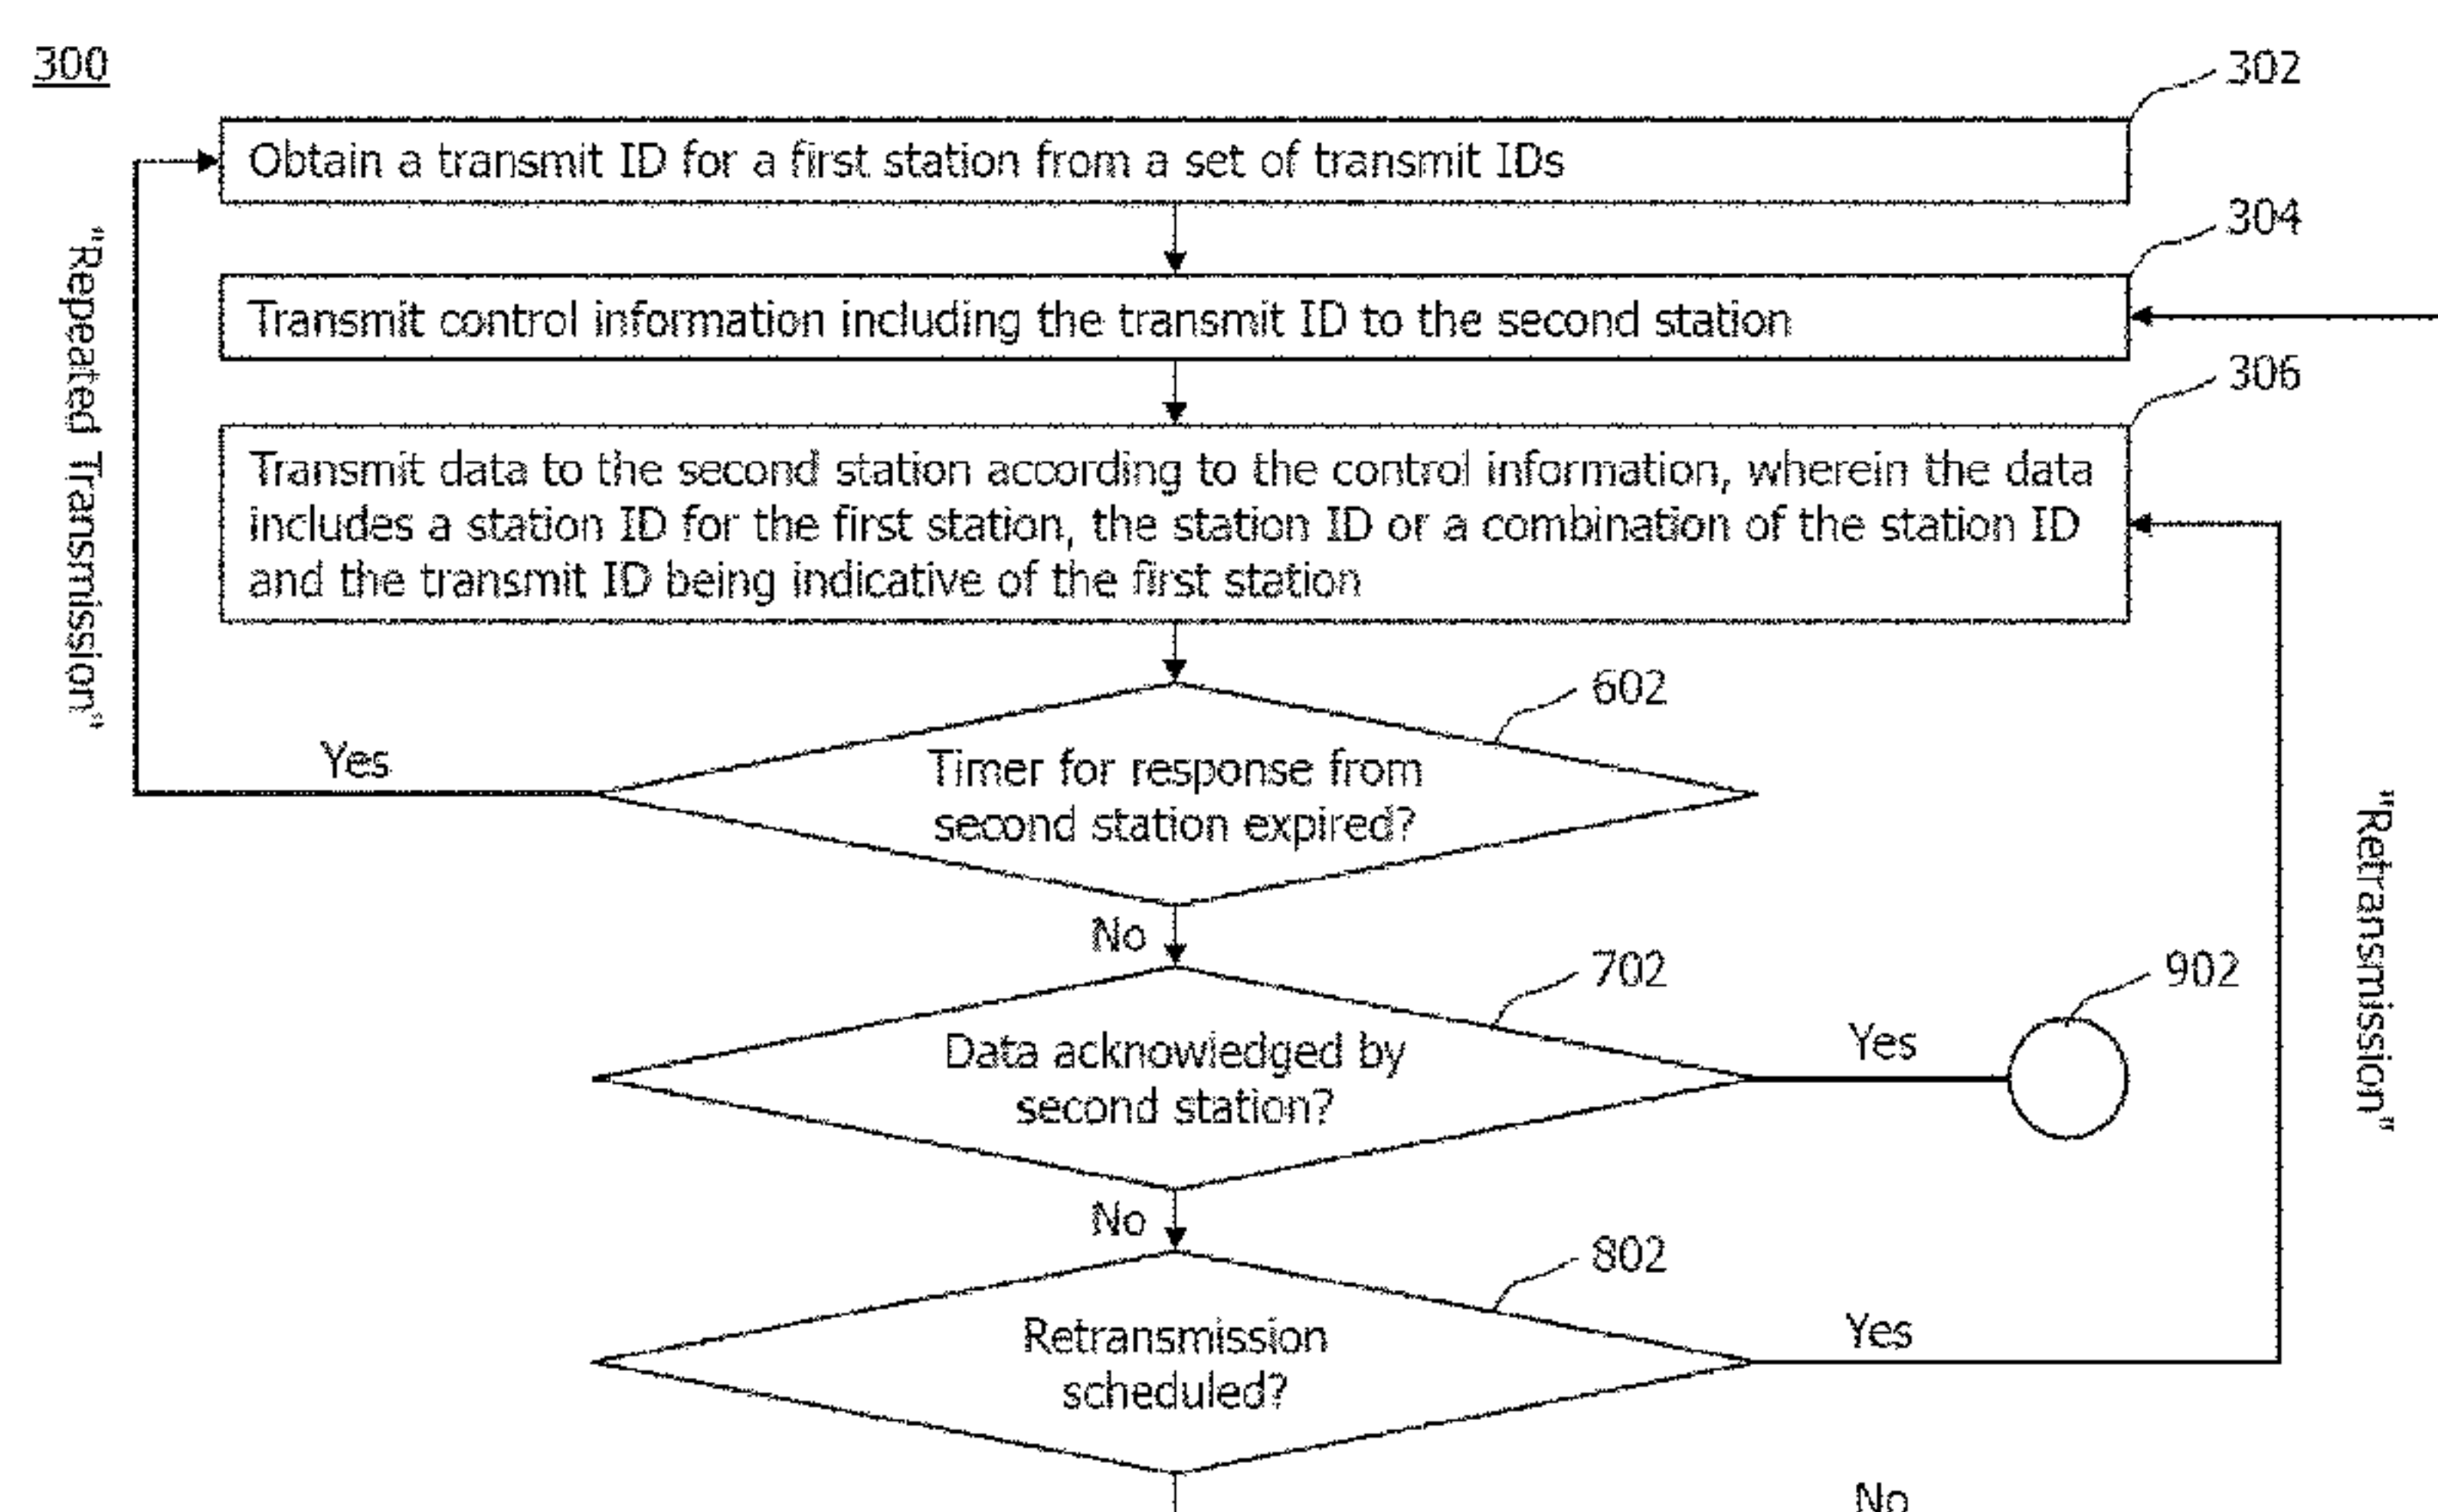 300
302
Obtain a transmit ID for a first station from a set of transmit IDs
304
Transmit control information including the transmit ID to the second station
306
Transmit data to the second station according to the control information, wherein the data
includes a station ID for the first station, the station ID or a combination of the station ID
and the transmit ID being indicative of the first station
"Repeated Transmission"
602
Yes
Timer for response from
second station expired?
No
702
902
Data acknowledged by
second station?
Yes
"Retransmission"
No
802
Retransmission
scheduled?
Yes
No